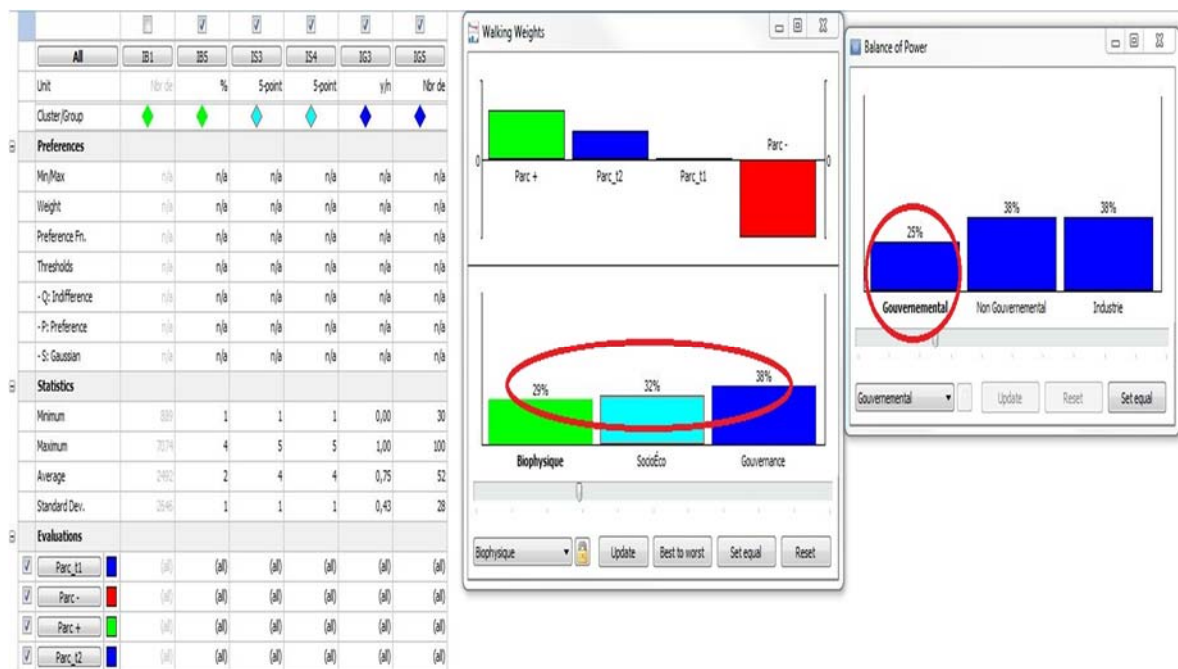 All IB1 IB5 IS3 IS4 IG3 IG5
Unit Nbr de % 5-point 5-point y/n Nbr de
Cluster/Group
Preferences
Min/Max n/a n/a n/a n/a n/a n/a
Weight n/a n/a n/a n/a n/a n/a
Preference Fn. n/a n/a n/a n/a n/a n/a
Thresholds n/a n/a n/a n/a n/a n/a
- Q: Indifference n/a n/a n/a n/a n/a n/a
- P: Preference n/a n/a n/a n/a n/a n/a
- S: Gaussian n/a n/a n/a n/a n/a n/a
Statistics
Minimum 1 1 1 0,00 30
Maximum 7074 4 5 5 1,00 100
Average 2492 2 4 4 0,75 52
Standard Dev. 1 1 1 0,43 28
Evaluations
Parc_t1 (all) (all) (all) (all) (all) (all)
Parc - (all) (all) (all) (all) (all) (all)
Parc + (all) (all) (all) (all) (all) (all)
Parc_t2 (all) (all) (all) (all) (all) (all)
Walking Weights
Parc -
0 0
Parc + Parc_t2 Parc_t1
29% 32% 38%
Biophysique SocioÉco Gouvernance
Biophysique Update Best to worst Set equal Reset
Balance of Power
25% 38% 38%
Gouvernemental Non Gouvernemental Industrie
Gouvernemental Update Reset Set equal